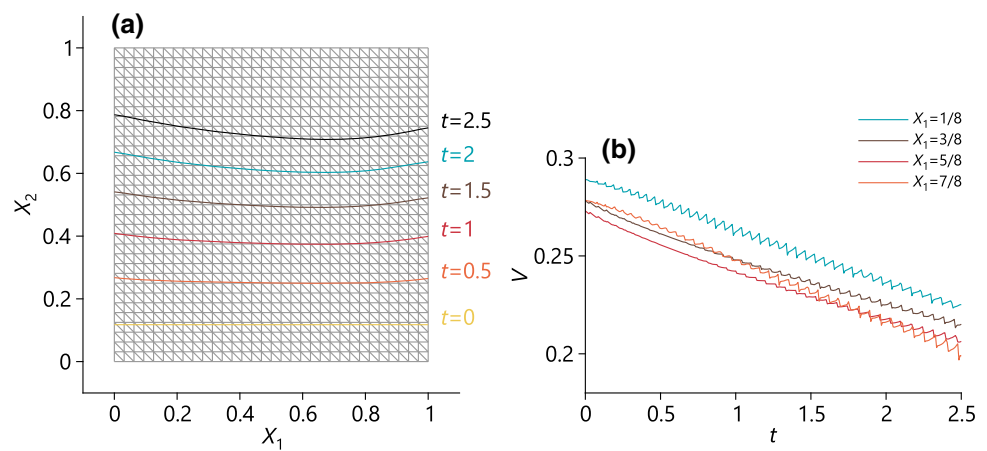 (a)
1
0.8
0.6
0.4
0.2
0
X₂
0 0.2 0.4 0.6 0.8 1
X₁
t=2.5
t=2
t=1.5
t=1
t=0.5
t=0
(b)
X₁=1/8
X₁=3/8
X₁=5/8
X₁=7/8
0.3
0.25
0.2
V
0 0.5 1 1.5 2 2.5
t